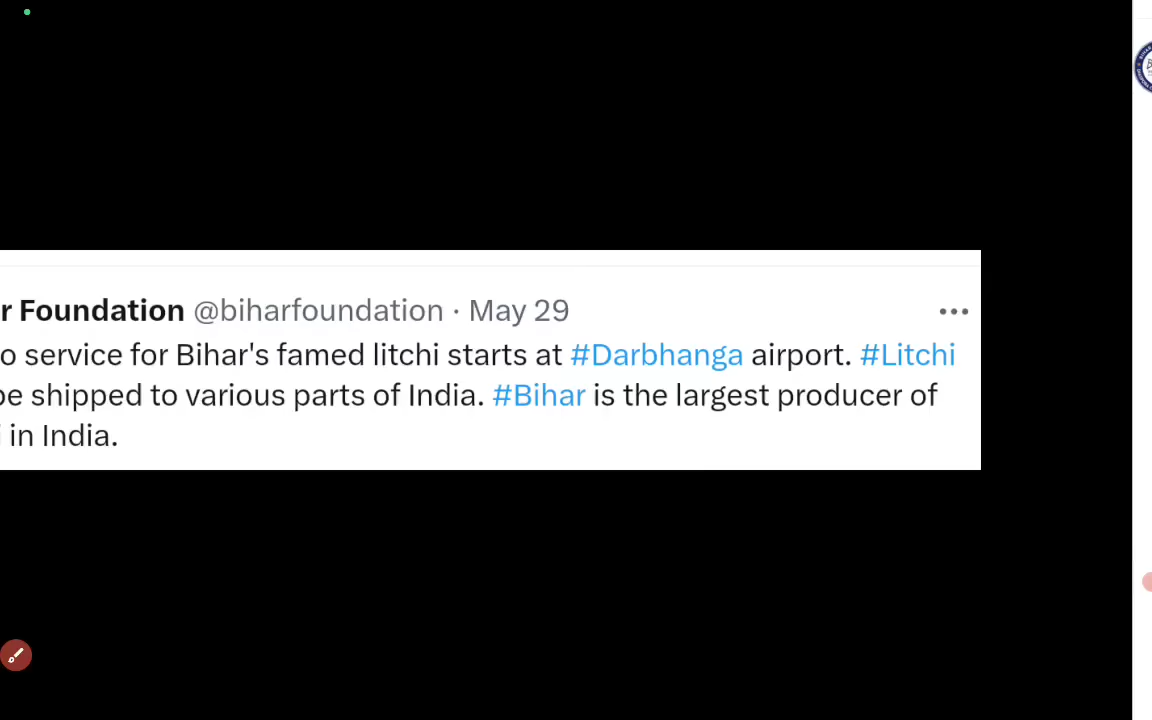 r Foundation @biharfoundation · May 29
o service for Bihar's famed litchi starts at #Darbhanga airport. #Litchi
be shipped to various parts of India. #Bihar is the largest producer of
in India.